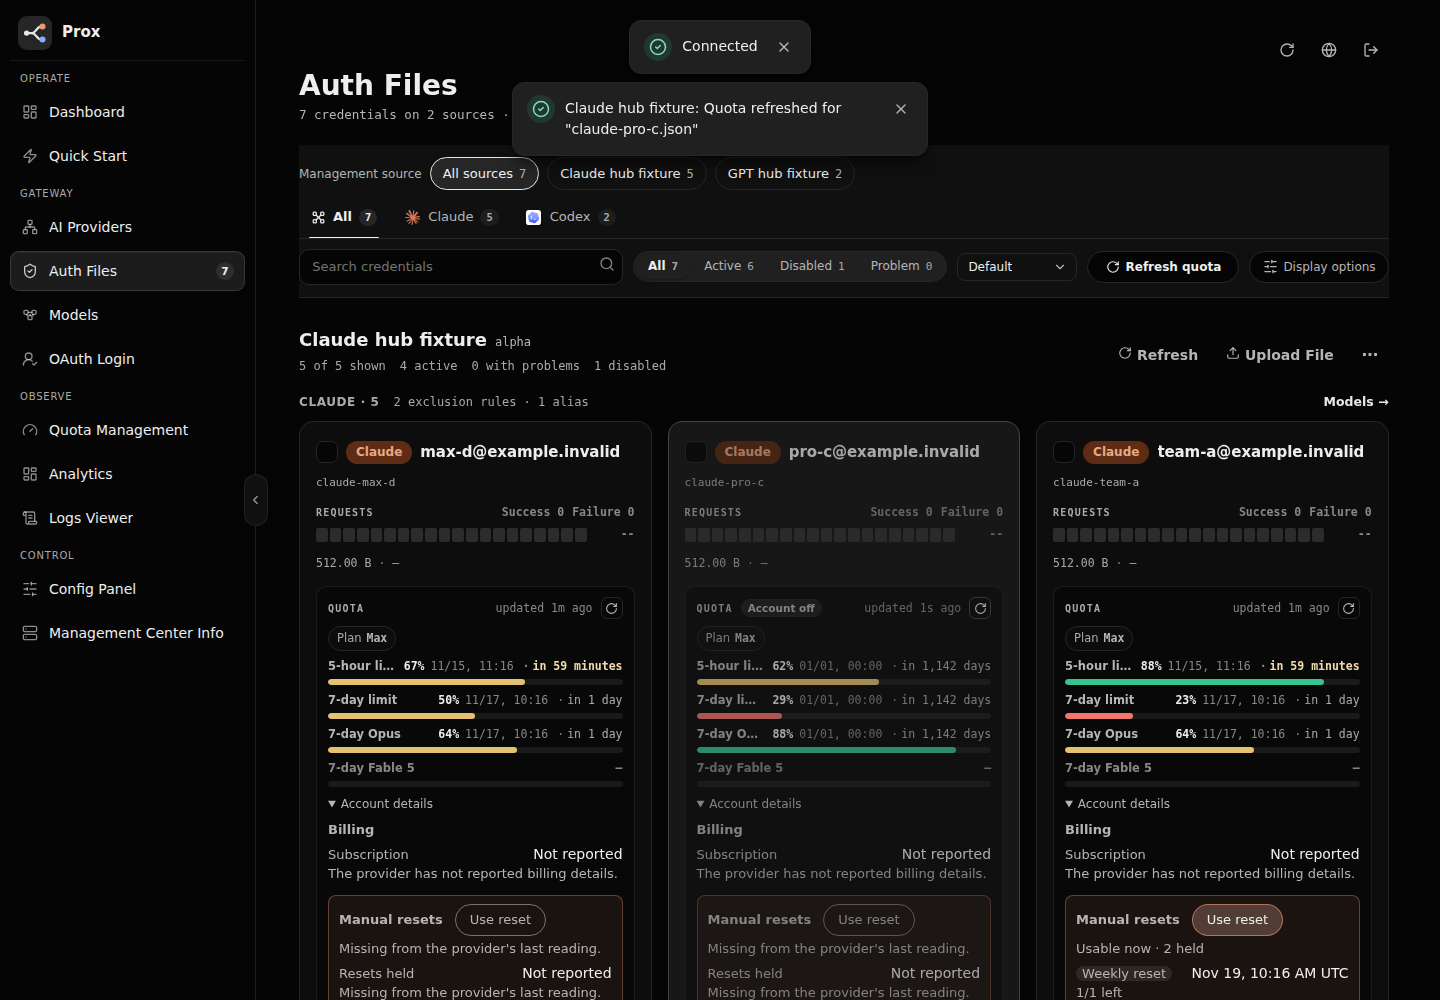 Prox
OPERATE
Dashboard
Quick Start
GATEWAY
AI Providers
Auth Files 7
Models
OAuth Login
OBSERVE
Quota Management
Analytics
Logs Viewer
CONTROL
Config Panel
Management Center Info
Connected
Claude hub fixture: Quota refreshed for
"claude-pro-c.json"
Auth Files
7 credentials on 2 sources ·
Management source All sources 7 Claude hub fixture 5 GPT hub fixture 2
All 7 Claude 5 Codex 2
Search credentials All 7 Active 6 Disabled 1 Problem 0 Default Refresh quota Display options
Claude hub fixture alpha
5 of 5 shown 4 active 0 with problems 1 disabled
Refresh Upload File ···
CLAUDE · 5 2 exclusion rules · 1 alias Models →
Claude max-d@example.invalid
claude-max-d
REQUESTS Success 0 Failure 0
--
512.00 B · —
QUOTA updated 1m ago
Plan Max
5-hour li... 67% 11/15, 11:16 · in 59 minutes
7-day limit 50% 11/17, 10:16 · in 1 day
7-day Opus 64% 11/17, 10:16 · in 1 day
7-day Fable 5 —
▼ Account details
Billing
Subscription Not reported
The provider has not reported billing details.
Manual resets Use reset
Missing from the provider's last reading.
Resets held Not reported
Missing from the provider's last reading.
Claude pro-c@example.invalid
claude-pro-c
REQUESTS Success 0 Failure 0
--
512.00 B · —
QUOTA Account off updated 1s ago
Plan Max
5-hour li... 62% 01/01, 00:00 · in 1,142 days
7-day li... 29% 01/01, 00:00 · in 1,142 days
7-day O... 88% 01/01, 00:00 · in 1,142 days
7-day Fable 5 —
▼ Account details
Billing
Subscription Not reported
The provider has not reported billing details.
Manual resets Use reset
Missing from the provider's last reading.
Resets held Not reported
Missing from the provider's last reading.
Claude team-a@example.invalid
claude-team-a
REQUESTS Success 0 Failure 0
--
512.00 B · —
QUOTA updated 1m ago
Plan Max
5-hour li... 88% 11/15, 11:16 · in 59 minutes
7-day limit 23% 11/17, 10:16 · in 1 day
7-day Opus 64% 11/17, 10:16 · in 1 day
7-day Fable 5 —
▼ Account details
Billing
Subscription Not reported
The provider has not reported billing details.
Manual resets Use reset
Usable now · 2 held
Weekly reset Nov 19, 10:16 AM UTC
1/1 left